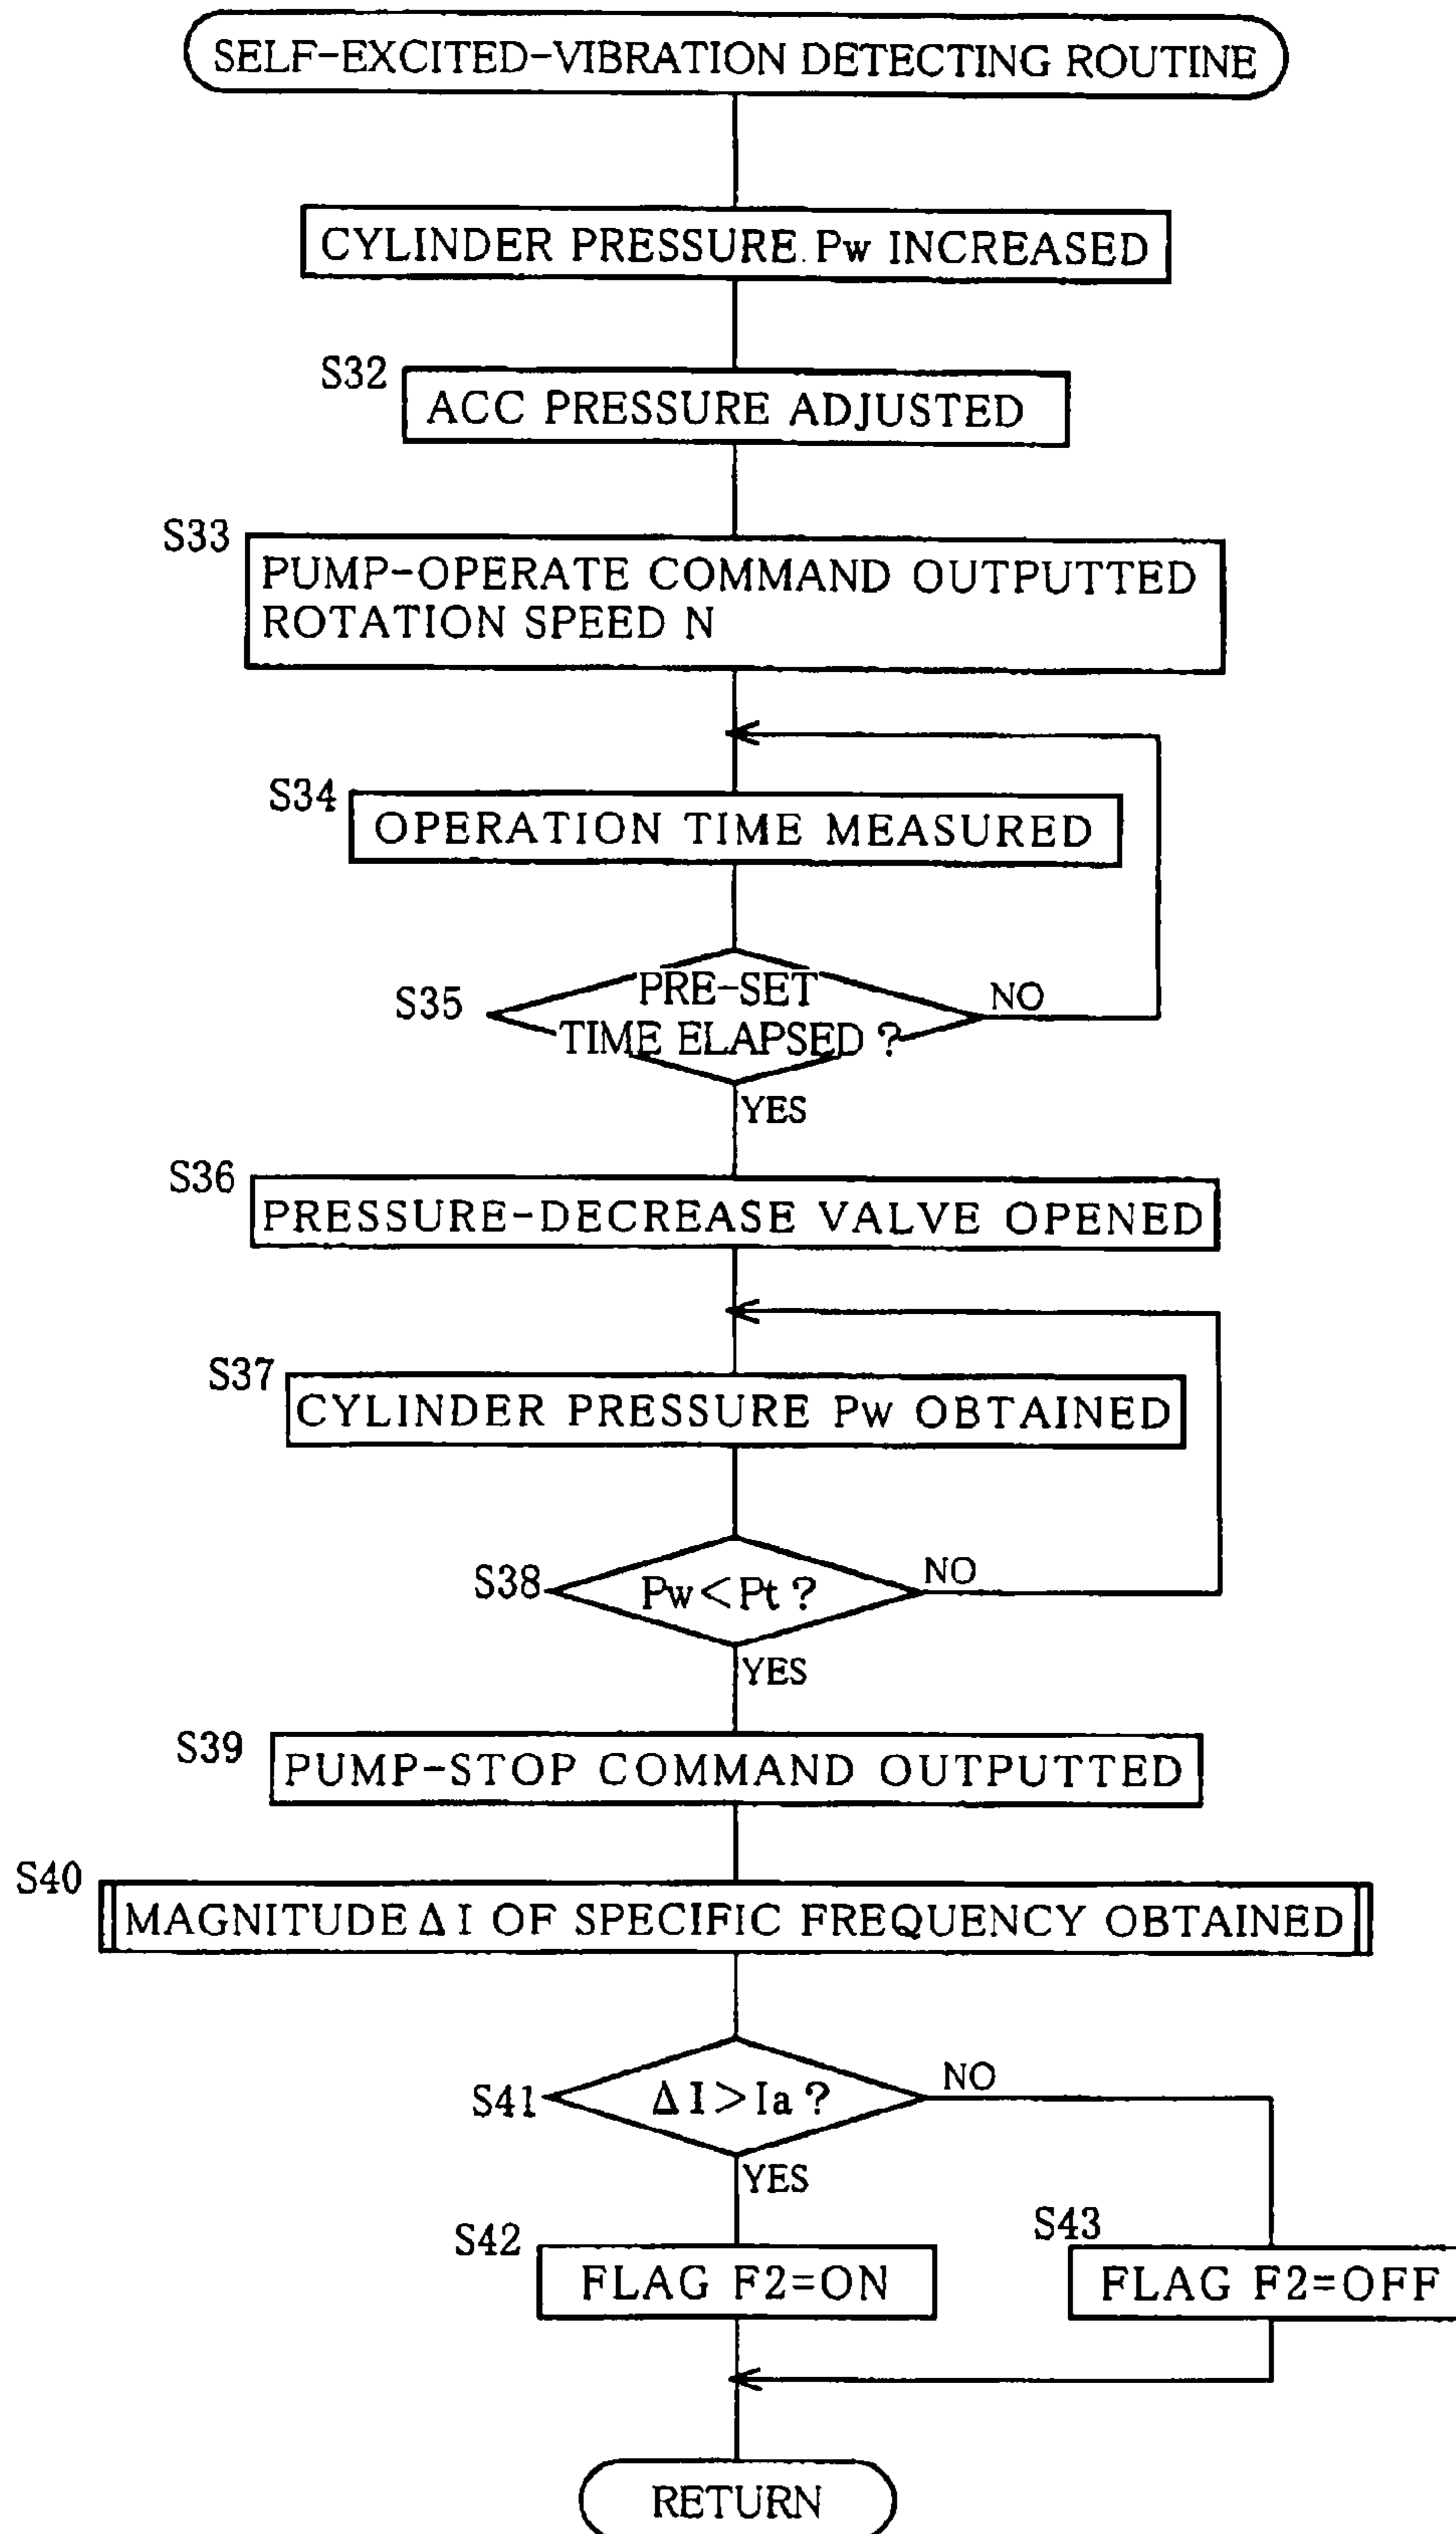 SELF-EXCITED-VIBRATION DETECTING ROUTINE
CYLINDER PRESSURE. Pw INCREASED
S32
ACC PRESSURE ADJUSTED
S33
PUMP-OPERATE COMMAND OUTPUTTED
ROTATION SPEED N
S34
OPERATION TIME MEASURED
S35
PRE-SET
TIME ELAPSED ?
NO
YES
S36
PRESSURE-DECREASE VALVE OPENED
S37
CYLINDER PRESSURE Pw OBTAINED
S38
Pw<Pt ?
NO
YES
S39
PUMP-STOP COMMAND OUTPUTTED
S40
MAGNITUDE Δ I OF SPECIFIC FREQUENCY OBTAINED
S41
Δ I>Ia ?
NO
YES
S42
FLAG F2=ON
S43
FLAG F2=OFF
RETURN